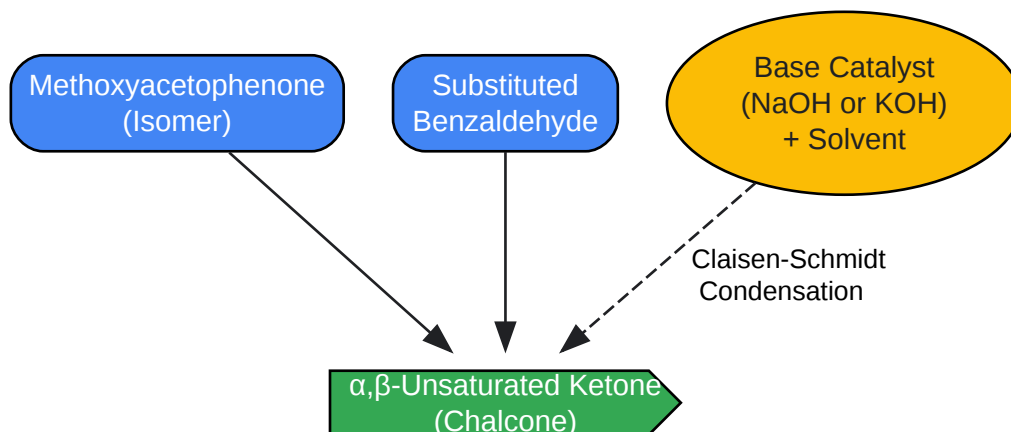 Methoxyacetophenone
(Isomer)
Substituted
Benzaldehyde
Base Catalyst
(NaOH or KOH)
+ Solvent
Claisen-Schmidt
Condensation
α,β-Unsaturated Ketone
(Chalcone)